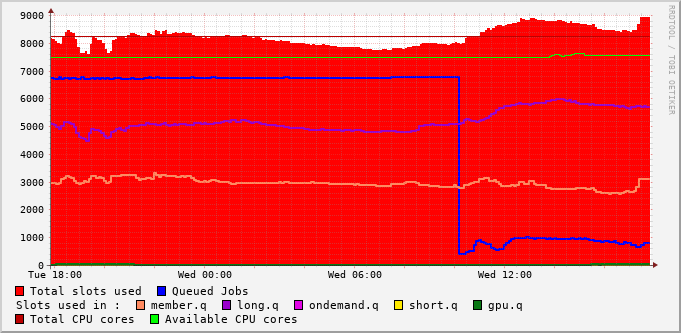 9000
8000
7000
6000
5000
4000
3000
2000
1000
0
Tue 18:00 Wed 00:00 Wed 06:00 Wed 12:00
Total slots used Queued Jobs
Slots used in : member.q long.q ondemand.q short.q gpu.q
Total CPU cores Available CPU cores
RRDTOOL / TOBI OETIKER